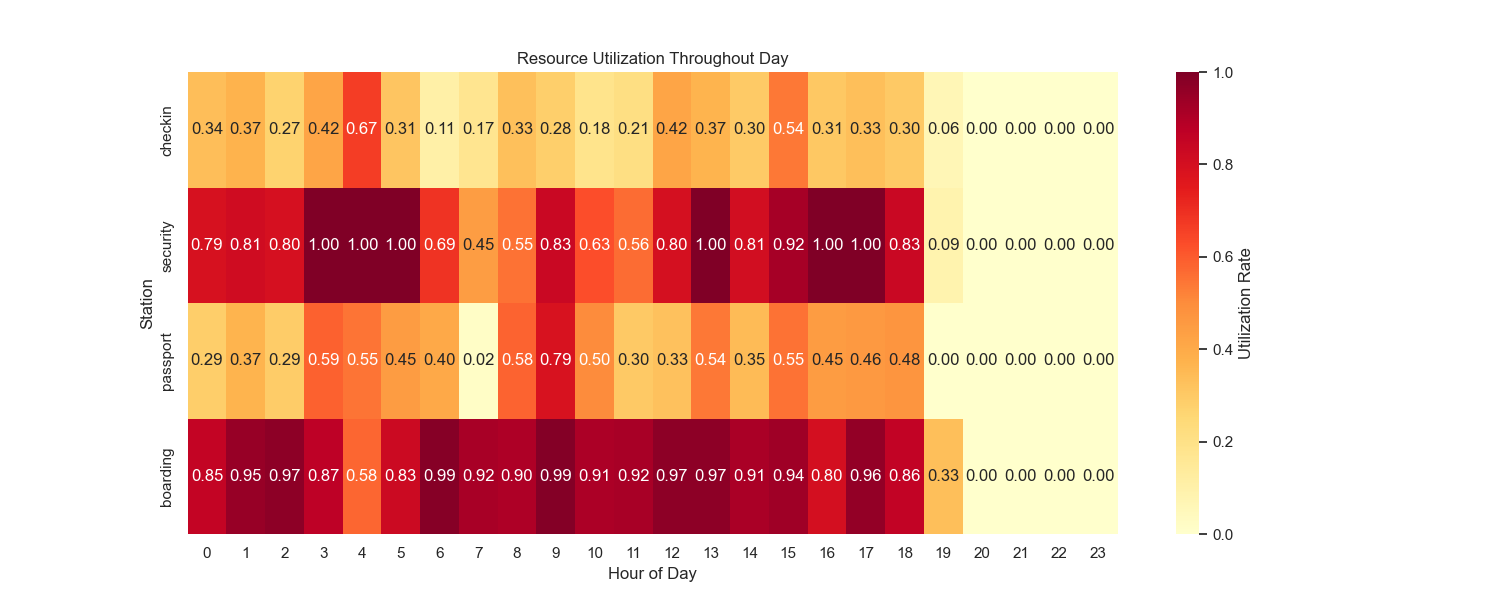 Resource Utilization Throughout Day
checkin 0.34 0.37 0.27 0.42 0.67 0.31 0.11 0.17 0.33 0.28 0.18 0.21 0.42 0.37 0.30 0.54 0.31 0.33 0.30 0.06 0.00 0.00 0.00 0.00
security 0.79 0.81 0.80 1.00 1.00 1.00 0.69 0.45 0.55 0.83 0.63 0.56 0.80 1.00 0.81 0.92 1.00 1.00 0.83 0.09 0.00 0.00 0.00 0.00
Station
passport 0.29 0.37 0.29 0.59 0.55 0.45 0.40 0.02 0.58 0.79 0.50 0.30 0.33 0.54 0.35 0.55 0.45 0.46 0.48 0.00 0.00 0.00 0.00 0.00
boarding 0.85 0.95 0.97 0.87 0.58 0.83 0.99 0.92 0.90 0.99 0.91 0.92 0.97 0.97 0.91 0.94 0.80 0.96 0.86 0.33 0.00 0.00 0.00 0.00
0 1 2 3 4 5 6 7 8 9 10 11 12 13 14 15 16 17 18 19 20 21 22 23
Hour of Day
1.0
0.8
0.6
0.4
0.2
0.0
Utilization Rate